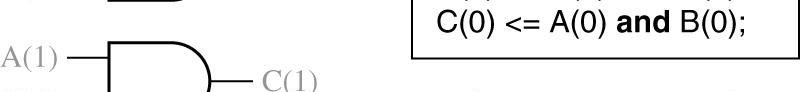 C(0) <= A(0) and B(0);
A(1)
C(1)